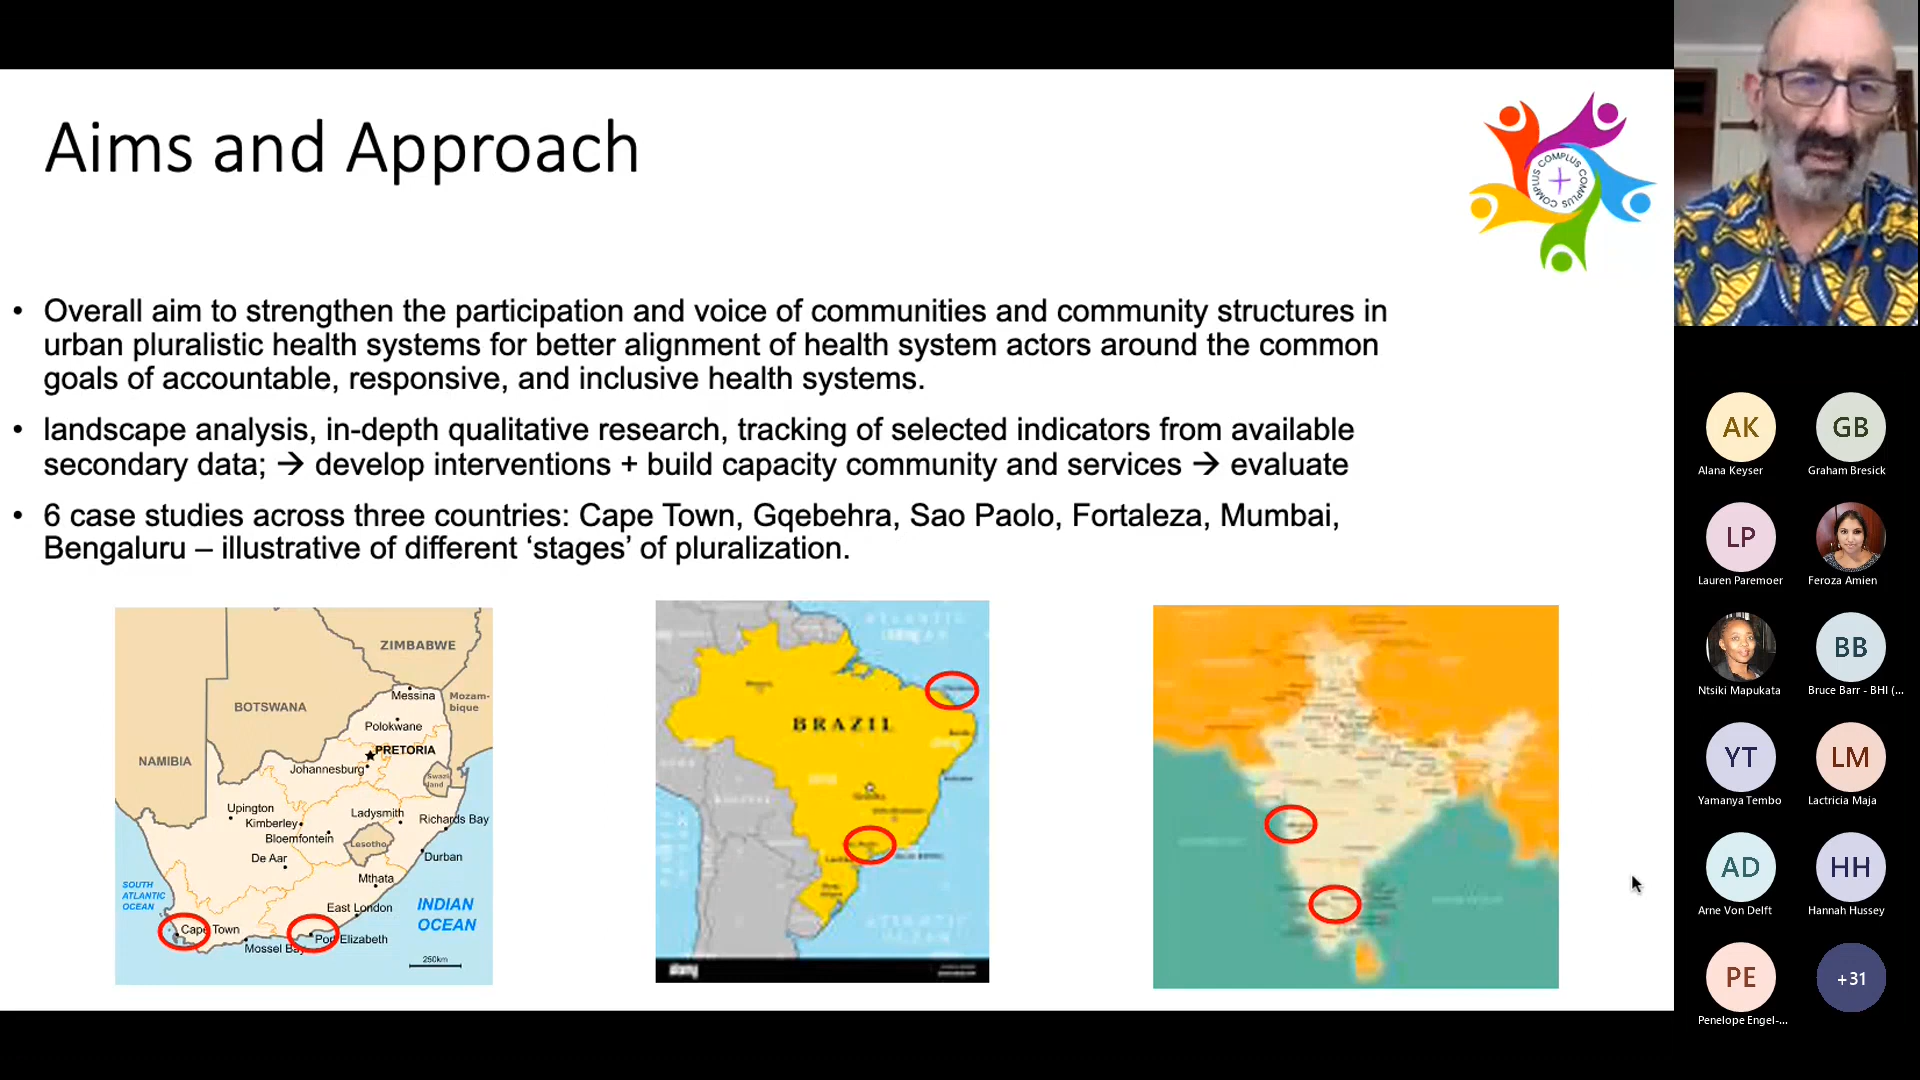 Aims and Approach
COMPLUS COMPLUS COMPLUS
• Overall aim to strengthen the participation and voice of communities and community structures in
urban pluralistic health systems for better alignment of health system actors around the common
goals of accountable, responsive, and inclusive health systems.
• landscape analysis, in-depth qualitative research, tracking of selected indicators from available
secondary data; → develop interventions + build capacity community and services → evaluate
• 6 case studies across three countries: Cape Town, Gqebehra, Sao Paolo, Fortaleza, Mumbai,
Bengaluru – illustrative of different ‘stages’ of pluralization.
ZIMBABWE
Messina
Mozam-
bique
BOTSWANA
Polokwane
PRETORIA
NAMIBIA
Johannesburg
Swazi
land
Upington
Ladysmith
Kimberley
Richards Bay
Bloemfontein
Lesotho
De Aar
Durban
Mthata
SOUTH
ATLANTIC
OCEAN
East London
INDIAN
OCEAN
Cape Town
Port Elizabeth
Mossel Bay
250km
BRAZIL
alamy
AK
Alana Keyser
GB
Graham Bresick
LP
Lauren Paremoer
Feroza Amien
Ntsiki Mapukata
BB
Bruce Barr - BHI (...
YT
Yamanya Tembo
LM
Lactricia Maja
AD
Arne Von Delft
HH
Hannah Hussey
PE
Penelope Engel-...
+31